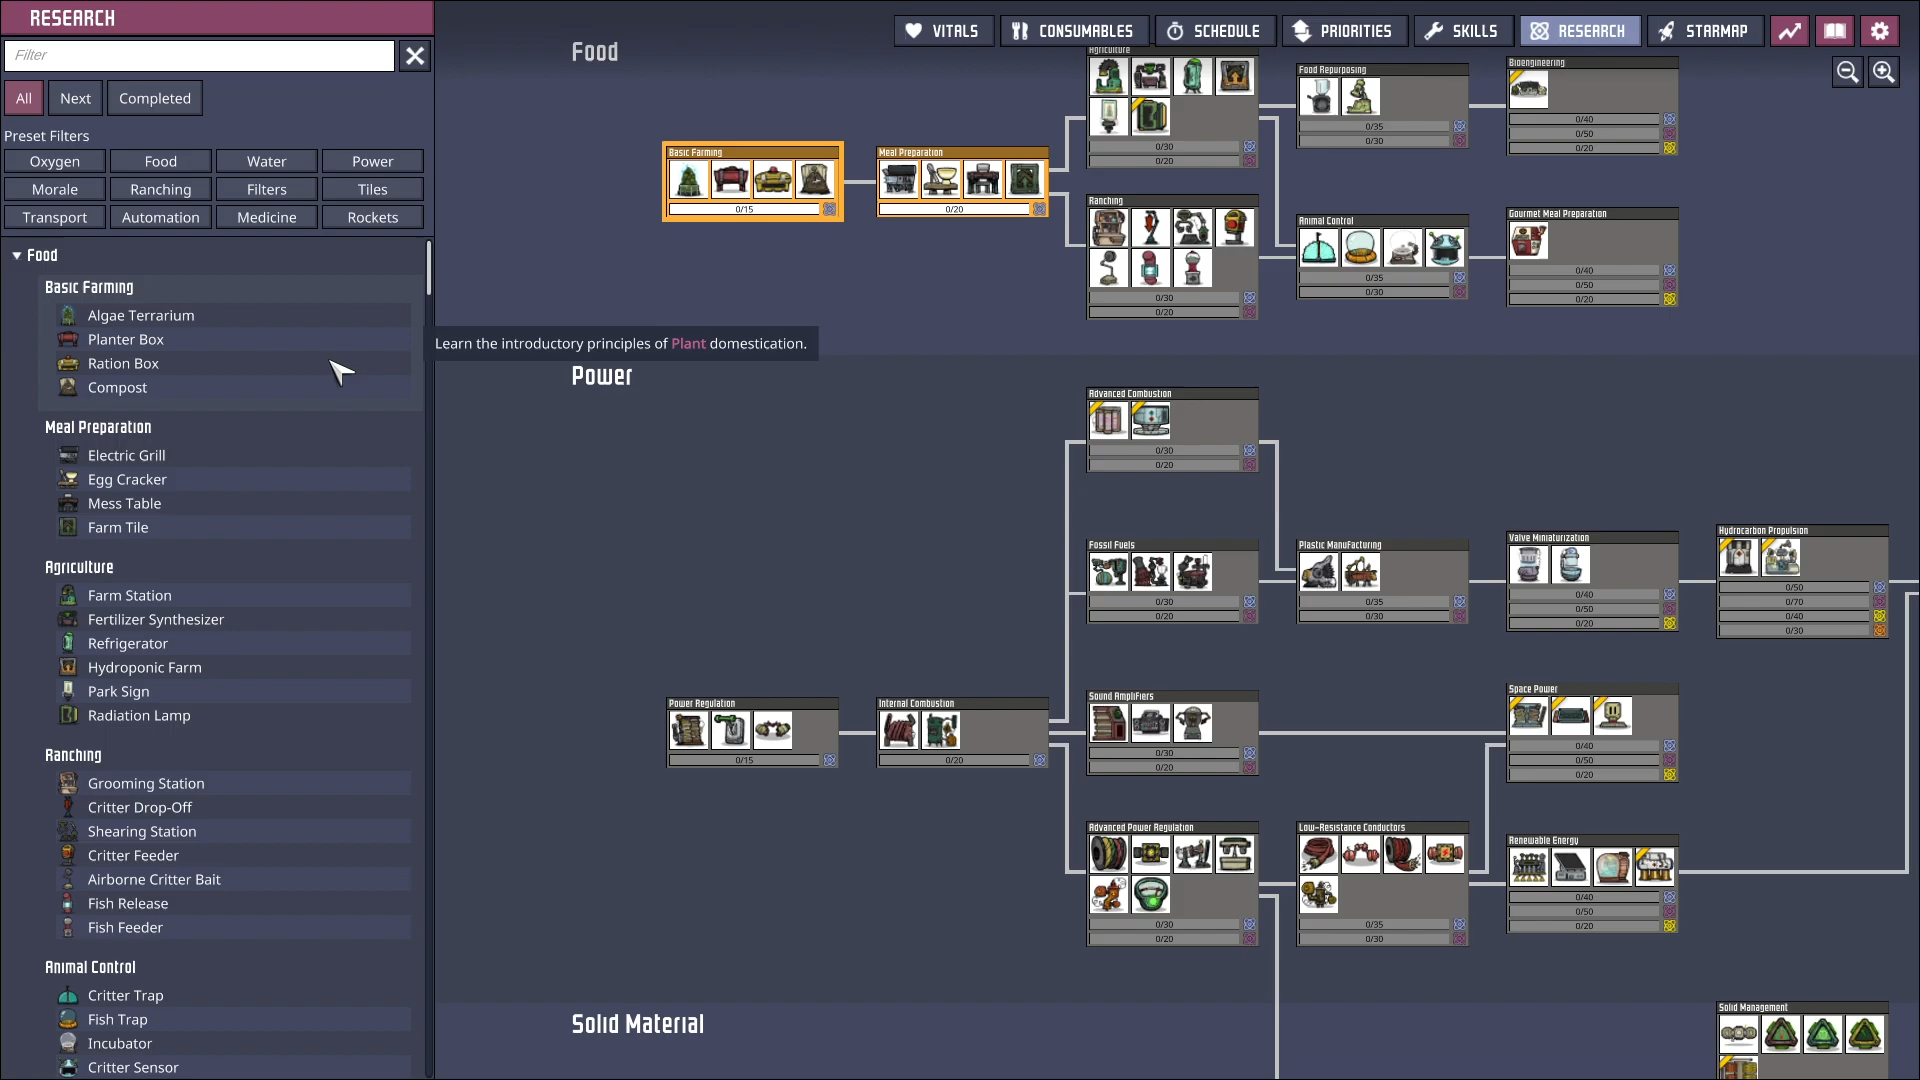 RESEARCH
Filter
All
Next
Completed
Preset Filters
Oxygen
Food
Water
Power
Morale
Ranching
Filters
Tiles
Transport
Automation
Medicine
Rockets
Food
Basic Farming
Algae Terrarium
Planter Box
Ration Box
Compost
Meal Preparation
Electric Grill
Egg Cracker
Mess Table
Farm Tile
Agriculture
Farm Station
Fertilizer Synthesizer
Refrigerator
Hydroponic Farm
Park Sign
Radiation Lamp
Ranching
Grooming Station
Critter Drop-Off
Shearing Station
Critter Feeder
Airborne Critter Bait
Fish Release
Fish Feeder
Animal Control
Critter Trap
Fish Trap
Incubator
Critter Sensor
VITALS
CONSUMABLES
SCHEDULE
PRIORITIES
SKILLS
RESEARCH
STARMAP
Food
Basic Farming
0/15
Meal Preparation
0/20
Agriculture
0/30
0/20
Ranching
0/30
0/20
Food Repurposing
0/35
0/30
Animal Control
0/35
0/30
Bioengineering
0/40
0/50
0/20
Gourmet Meal Preparation
0/40
0/50
0/20
Learn the introductory principles of Plant domestication.
Power
Power Regulation
0/15
Internal Combustion
0/20
Advanced Combustion
0/30
0/20
Fossil Fuels
0/30
0/20
Sound Amplifiers
0/30
0/20
Advanced Power Regulation
0/30
0/20
Plastic Manufacturing
0/35
0/30
Low-Resistance Conductors
0/35
0/30
Valve Miniaturization
0/40
0/50
0/20
Space Power
0/40
0/50
0/20
Renewable Energy
0/40
0/50
0/20
Hydrocarbon Propulsion
0/50
0/70
0/40
0/30
Solid Material
Solid Management